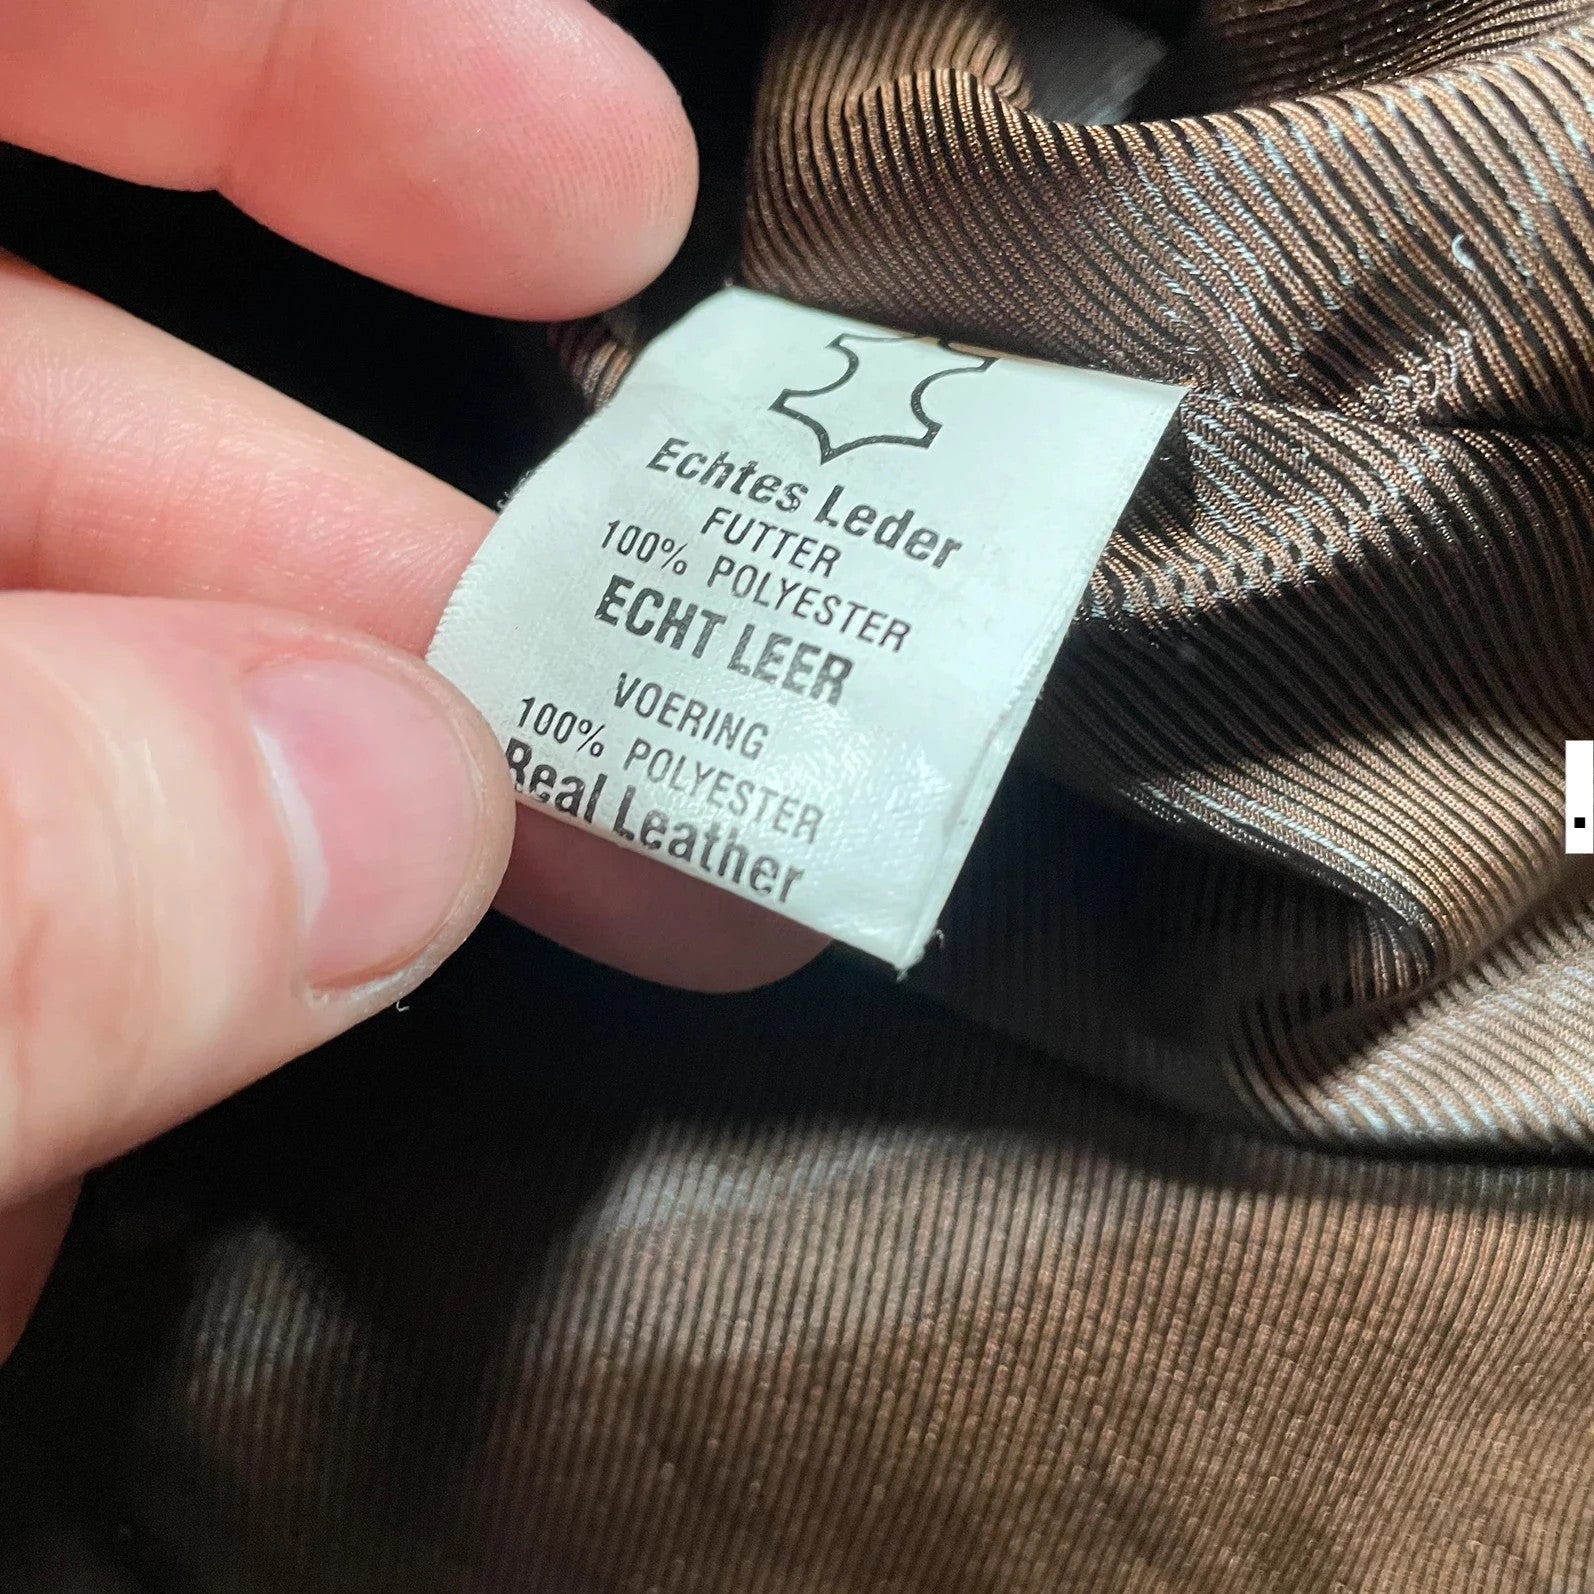 Echtes Leder
FUTTER
100% POLYESTER
ECHT LEER
VOERING
100% POLYESTER
Real Leather
.